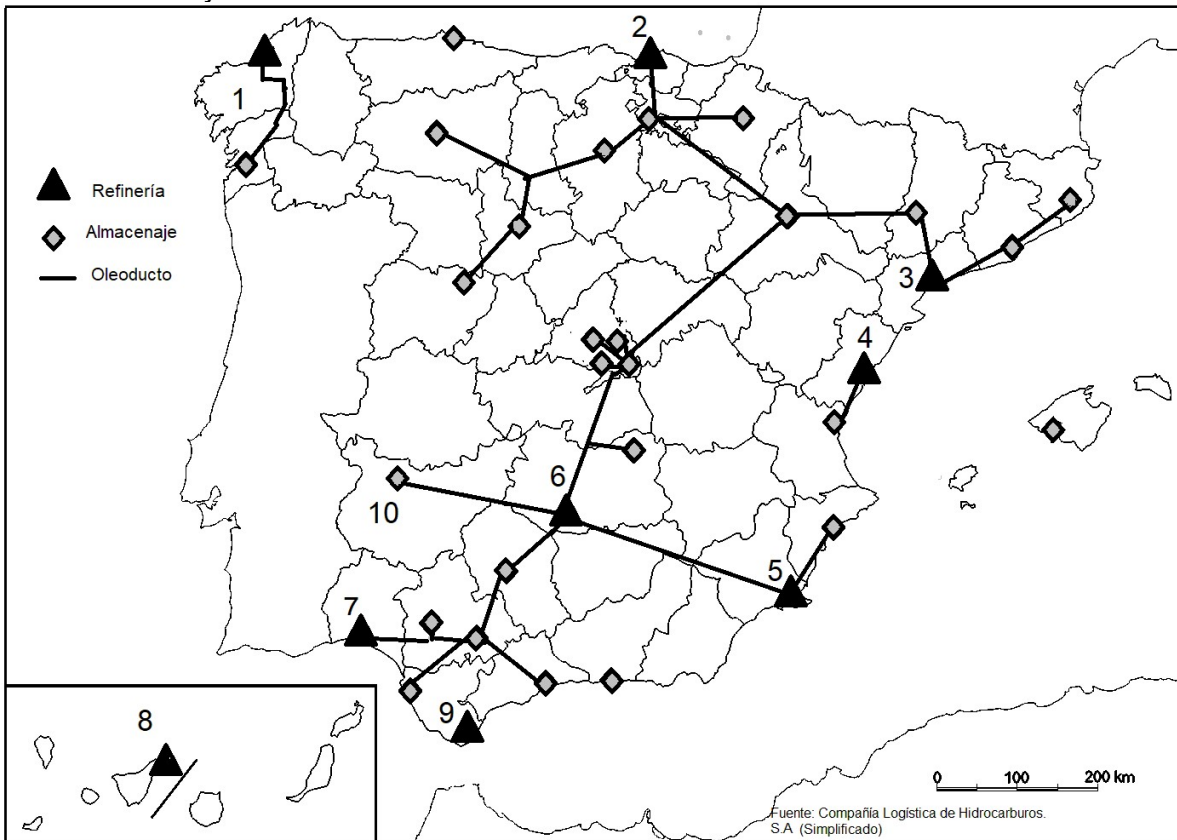 2
1
Refinería
Almacenaje
Oleoducto
3
4
6
10
5
7
9
8
0 100 200 km
Fuente: Compañía Logística de Hidrocarburos.
S.A (Simplificado)